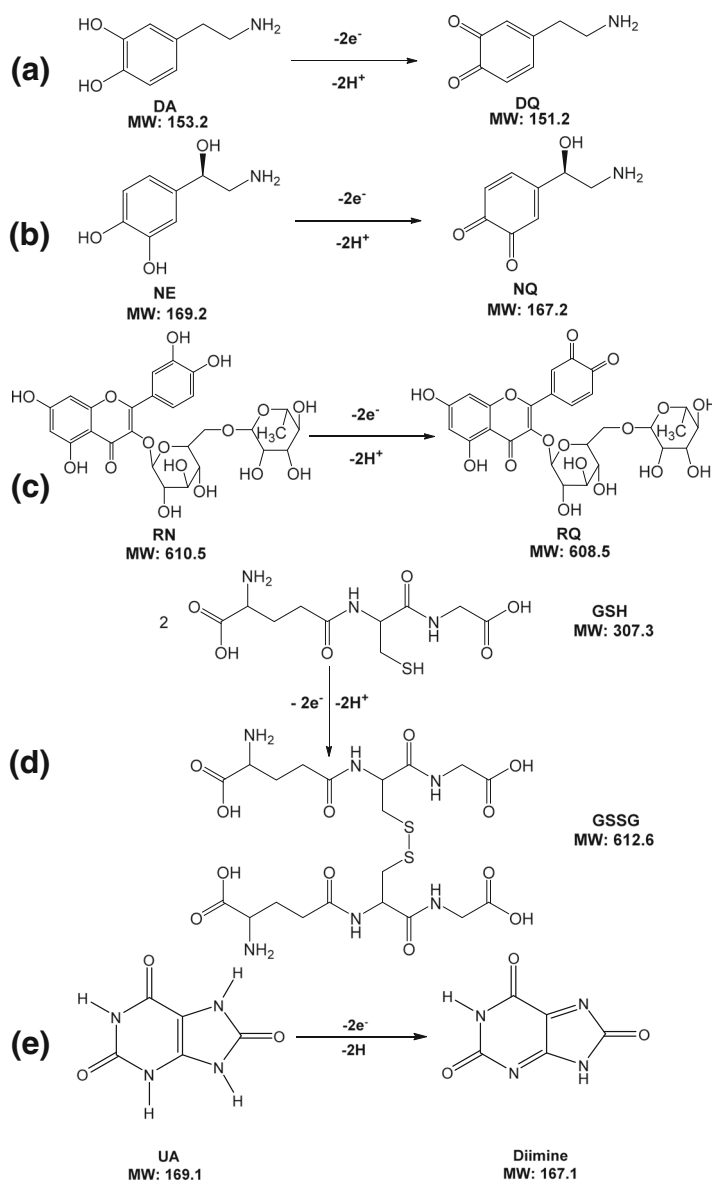 (a)
HO
HO
NH2
DA
MW: 153.2
-2e-
-2H+
O
O
NH2
DQ
MW: 151.2
(b)
OH
NH2
HO
OH
NE
MW: 169.2
-2e-
-2H+
OH
NH2
O
O
NQ
MW: 167.2
(c)
OH
OH
HO
O
O
OH
O
O
O
O
OH
H3C
HO
OH
HO
HO
OH
OH
RN
MW: 610.5
-2e-
-2H+
O
O
HO
O
O
OH
O
O
O
O
OH
H3C
HO
OH
HO
HO
OH
OH
RQ
MW: 608.5
2
NH2
O
OH
O
H
N
SH
O
N
H
O
OH
GSH
MW: 307.3
- 2e- -2H+
(d)
NH2
O
OH
O
H
N
O
N
H
OH
O
S
S
OH
O
NH2
O
N
H
O
H
N
O
OH
GSSG
MW: 612.6
(e)
O
H
N
O
N
H
H
N
O
N
H
UA
MW: 169.1
-2e-
-2H
O
H
N
O
N
N
O
NH
Diimine
MW: 167.1